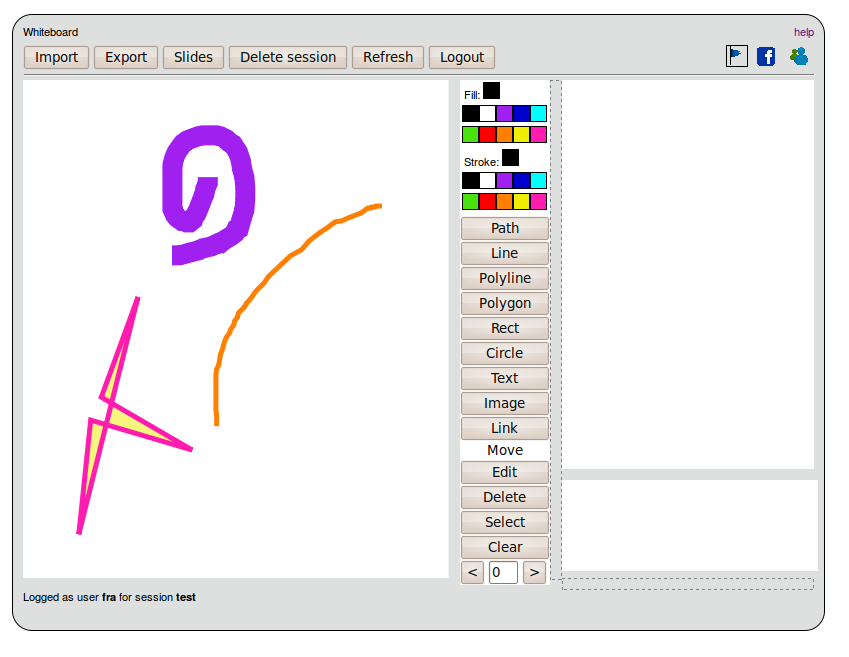 Whiteboard help
Import Export Slides Delete session Refresh Logout
Fill:
Stroke:
Path
Line
Polyline
Polygon
Rect
Circle
Text
Image
Link
Move
Edit
Delete
Select
Clear
< 0 >
Logged as user fra for session test